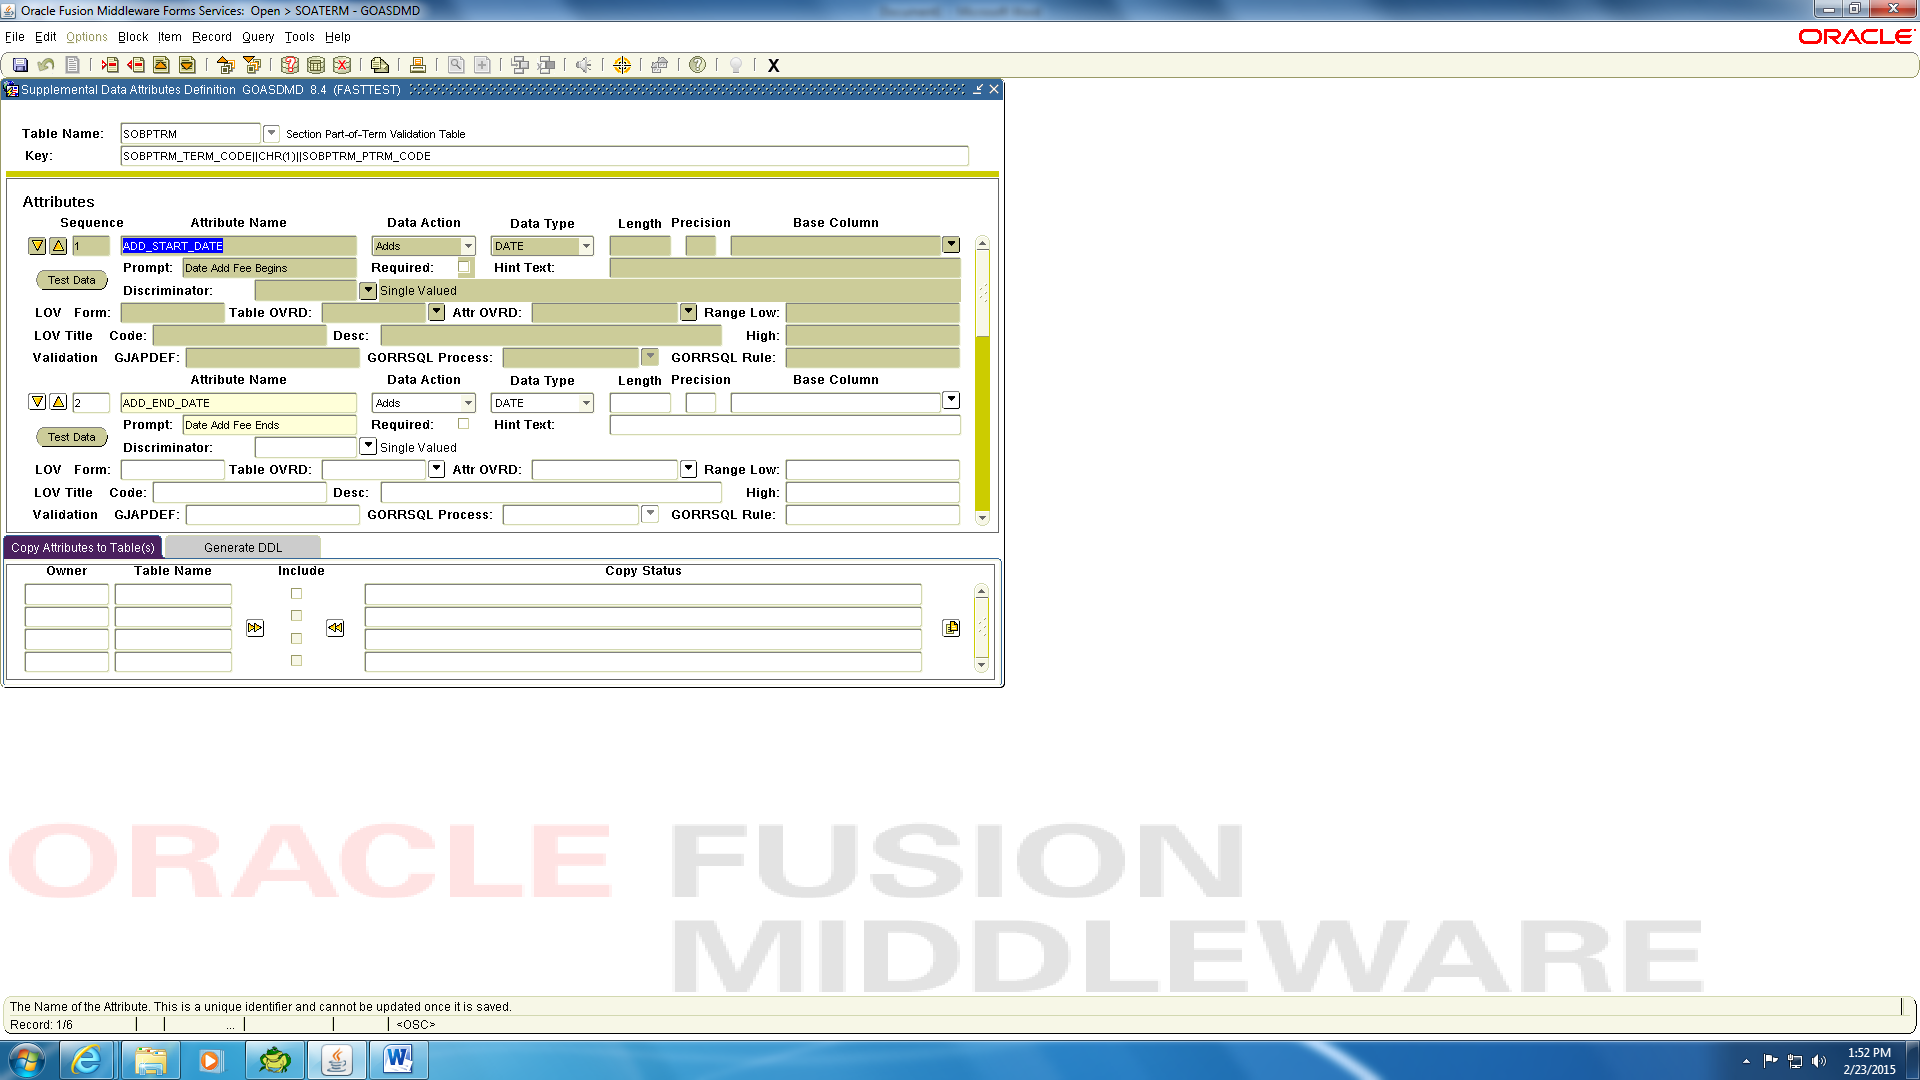 Oracle Fusion Middleware Forms Services: Open > SOATERM - GOASDMD
File Edit Options Block Item Record Query Tools Help
ORACLE
X
Supplemental Data Attributes Definition GOASDMD 8.4 (FASTTEST)
Table Name: SOBPTRM Section Part-of-Term Validation Table
Key: SOBPTRM_TERM_CODE||CHR(1)||SOBPTRM_PTRM_CODE
Attributes
Sequence Attribute Name Data Action Data Type Length Precision Base Column
1 ADD_START_DATE Adds DATE
Prompt: Date Add Fee Begins Required: Hint Text:
Test Data
Discriminator: Single Valued
LOV Form: Table OVRD: Attr OVRD: Range Low:
LOV Title Code: Desc: High:
Validation GJAPDEF: GORRSQL Process: GORRSQL Rule:
Attribute Name Data Action Data Type Length Precision Base Column
2 ADD_END_DATE Adds DATE
Prompt: Date Add Fee Ends Required: Hint Text:
Test Data
Discriminator: Single Valued
LOV Form: Table OVRD: Attr OVRD: Range Low:
LOV Title Code: Desc: High:
Validation GJAPDEF: GORRSQL Process: GORRSQL Rule:
Copy Attributes to Table(s) Generate DDL
Owner Table Name Include Copy Status
ORACLE FUSION
MIDDLEWARE
The Name of the Attribute. This is a unique identifier and cannot be updated once it is saved.
Record: 1/6 ... <OSC>
1:52 PM
2/23/2015